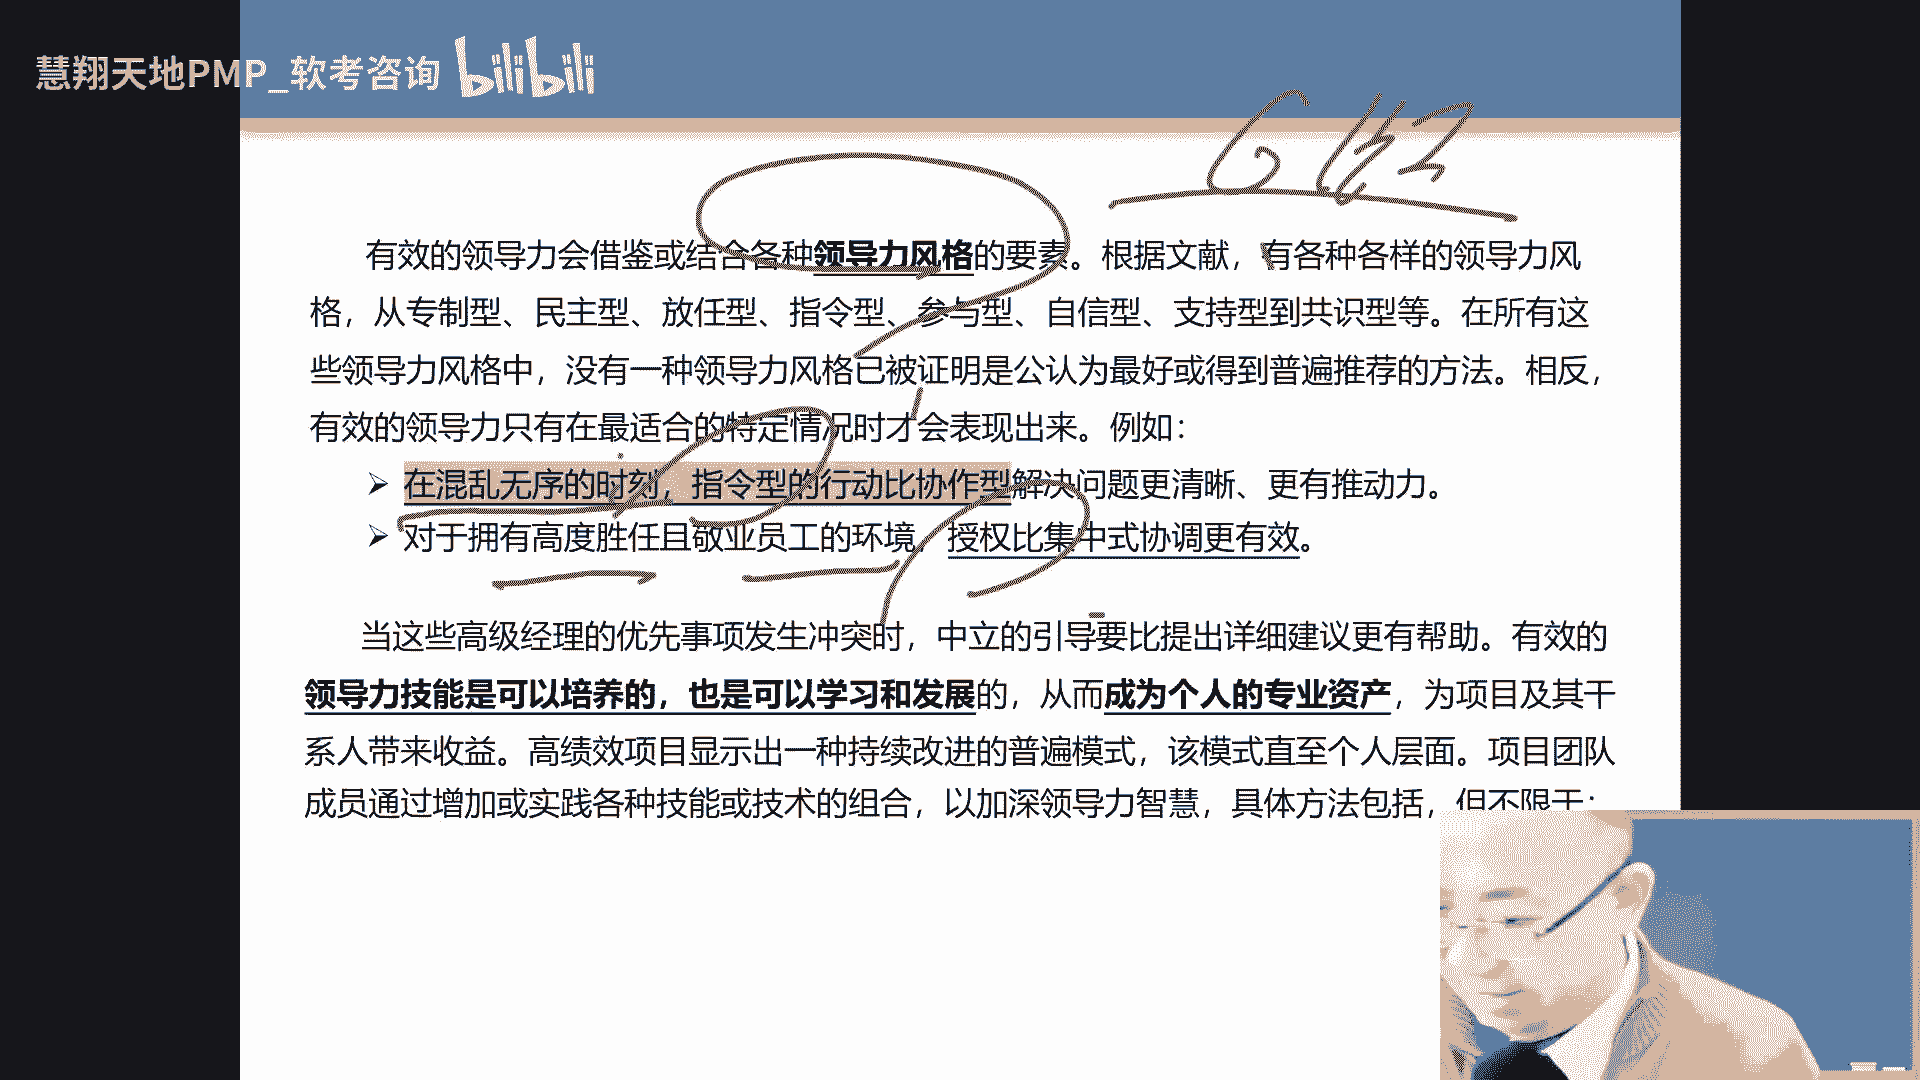 慧翔天地PMP_软考咨询 bilibili
有效的领导力会借鉴或结合各种领导力风格的要素。根据文献，有各种各样的领导力风
格，从专制型、民主型、放任型、指令型、参与型、自信型、支持型到共识型等。在所有这
些领导力风格中，没有一种领导力风格已被证明是公认为最好或得到普遍推荐的方法。相反，
有效的领导力只有在最适合的特定情况时才会表现出来。例如：
➢ 在混乱无序的时刻，指令型的行动比协作型解决问题更清晰、更有推动力。
➢ 对于拥有高度胜任且敬业员工的环境，授权比集中式协调更有效。
当这些高级经理的优先事项发生冲突时，中立的引导要比提出详细建议更有帮助。有效的
领导力技能是可以培养的，也是可以学习和发展的，从而成为个人的专业资产，为项目及其干
系人带来收益。高绩效项目显示出一种持续改进的普遍模式，该模式直至个人层面。项目团队
成员通过增加或实践各种技能或技术的组合，以加深领导力智慧，具体方法包括，但不限于：